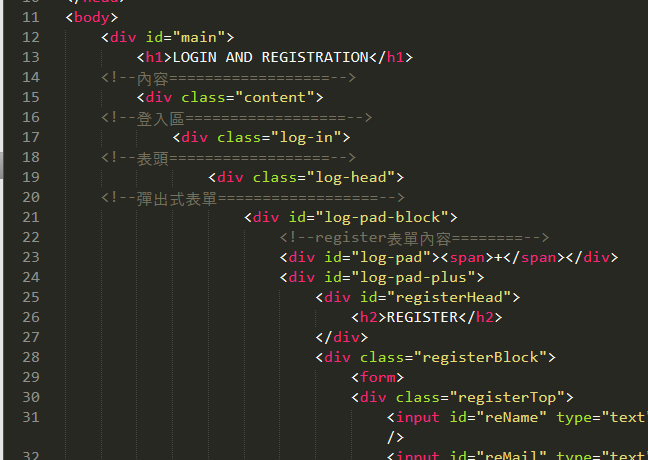 10 </head>
11 <body>
12 <div id="main">
13 <h1>LOGIN AND REGISTRATION</h1>
14 <!--內容==================-->
15 <div class="content">
16 <!--登入區==================-->
17 <div class="log-in">
18 <!--表頭==================-->
19 <div class="log-head">
20 <!--彈出式表單==================-->
21 <div id="log-pad-block">
22 <!--register表單內容========-->
23 <div id="log-pad"><span>+</span></div>
24 <div id="log-pad-plus">
25 <div id="registerHead">
26 <h2>REGISTER</h2>
27 </div>
28 <div class="registerBlock">
29 <form>
30 <div class="registerTop">
31 <input id="reName" type="text"
/>
32 <input id="reMail" type="text"